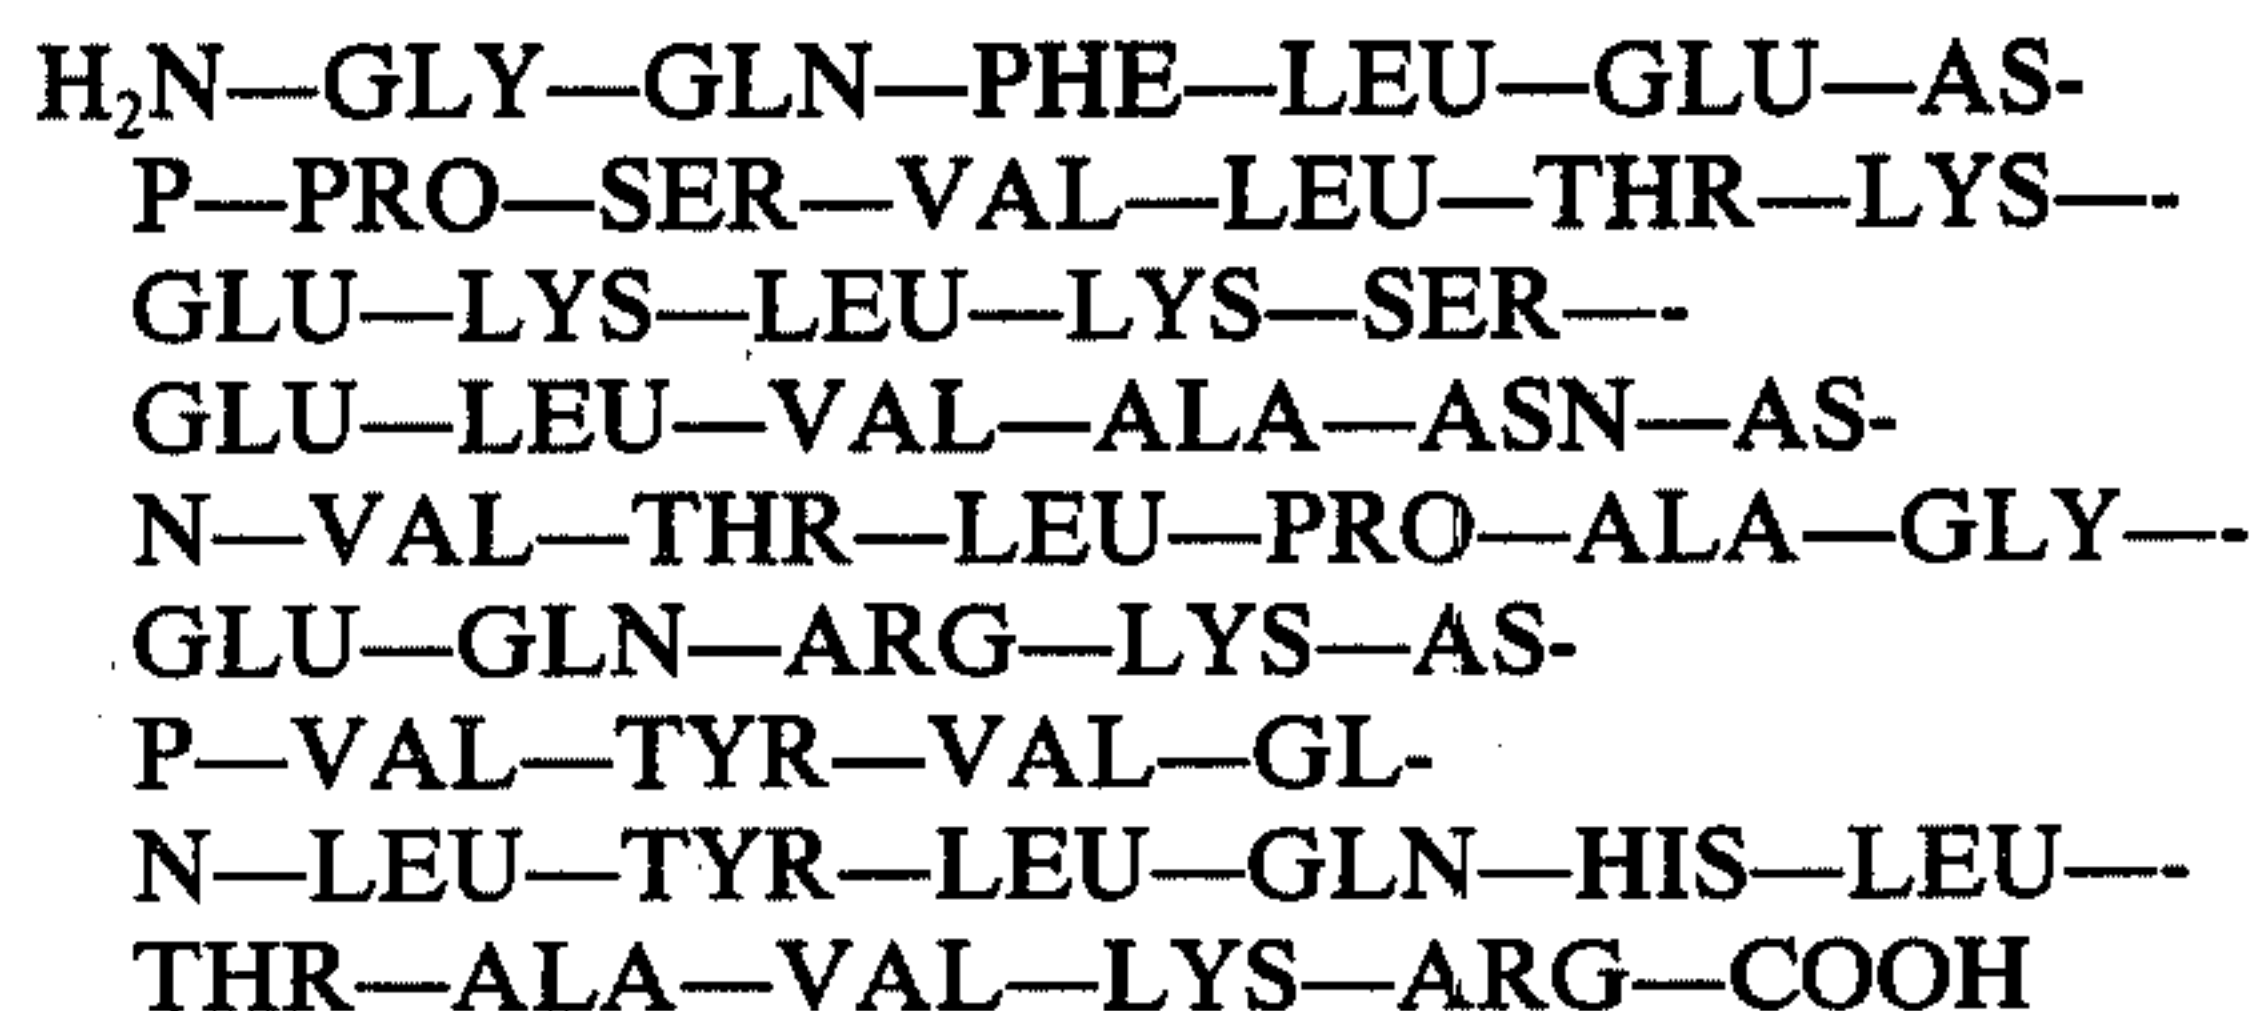 H₂N—GLY—GLN—PHE—LEU—GLU—AS-
P—PRO—SER—VAL—LEU—THR—LYS—-
GLU—LYS—LEU—LYS—SER—-
GLU—LEU—VAL—ALA—ASN—AS-
N—VAL—THR—LEU—PRO—ALA—GLY—-
GLU—GLN—ARG—LYS—AS-
P—VAL—TYR—VAL—GL-
N—LEU—TYR—LEU—GLN—HIS—LEU—-
THR—ALA—VAL—LYS—ARG—COOH